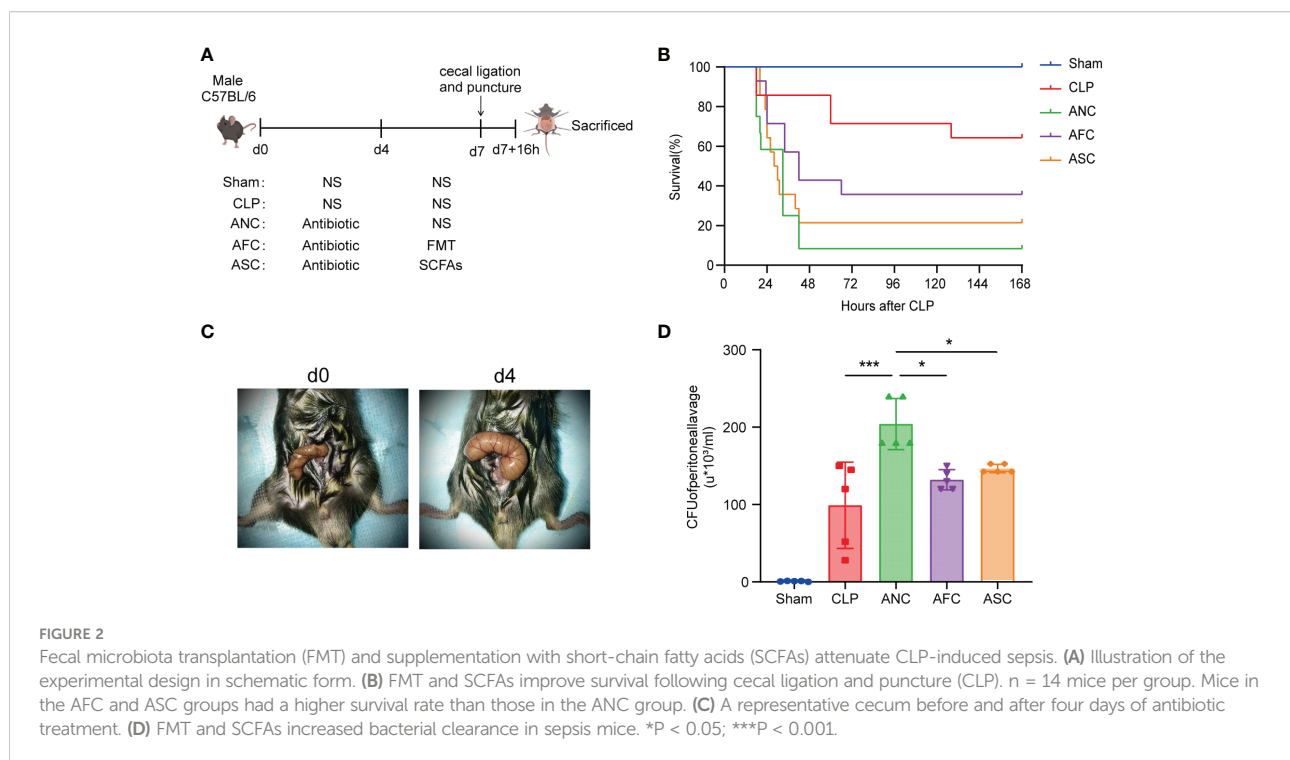 A
Male
C57BL/6
cecal ligation
and puncture
Sacrificed
d0
d4
d7
d7+16h
Sham: NS NS
CLP: NS NS
ANC: Antibiotic NS
AFC: Antibiotic FMT
ASC: Antibiotic SCFAs
B
Survival(%)
100
80
60
40
20
0
0 24 48 72 96 120 144 168
Hours after CLP
Sham
CLP
ANC
AFC
ASC
C
d0
d4
D
CFUofperitoneallavage
(u*10³/ml)
300
200
100
0
***
*
*
Sham CLP ANC AFC ASC
FIGURE 2
Fecal microbiota transplantation (FMT) and supplementation with short-chain fatty acids (SCFAs) attenuate CLP-induced sepsis. (A) Illustration of the
experimental design in schematic form. (B) FMT and SCFAs improve survival following cecal ligation and puncture (CLP). n = 14 mice per group. Mice in
the AFC and ASC groups had a higher survival rate than those in the ANC group. (C) A representative cecum before and after four days of antibiotic
treatment. (D) FMT and SCFAs increased bacterial clearance in sepsis mice. *P < 0.05; ***P < 0.001.